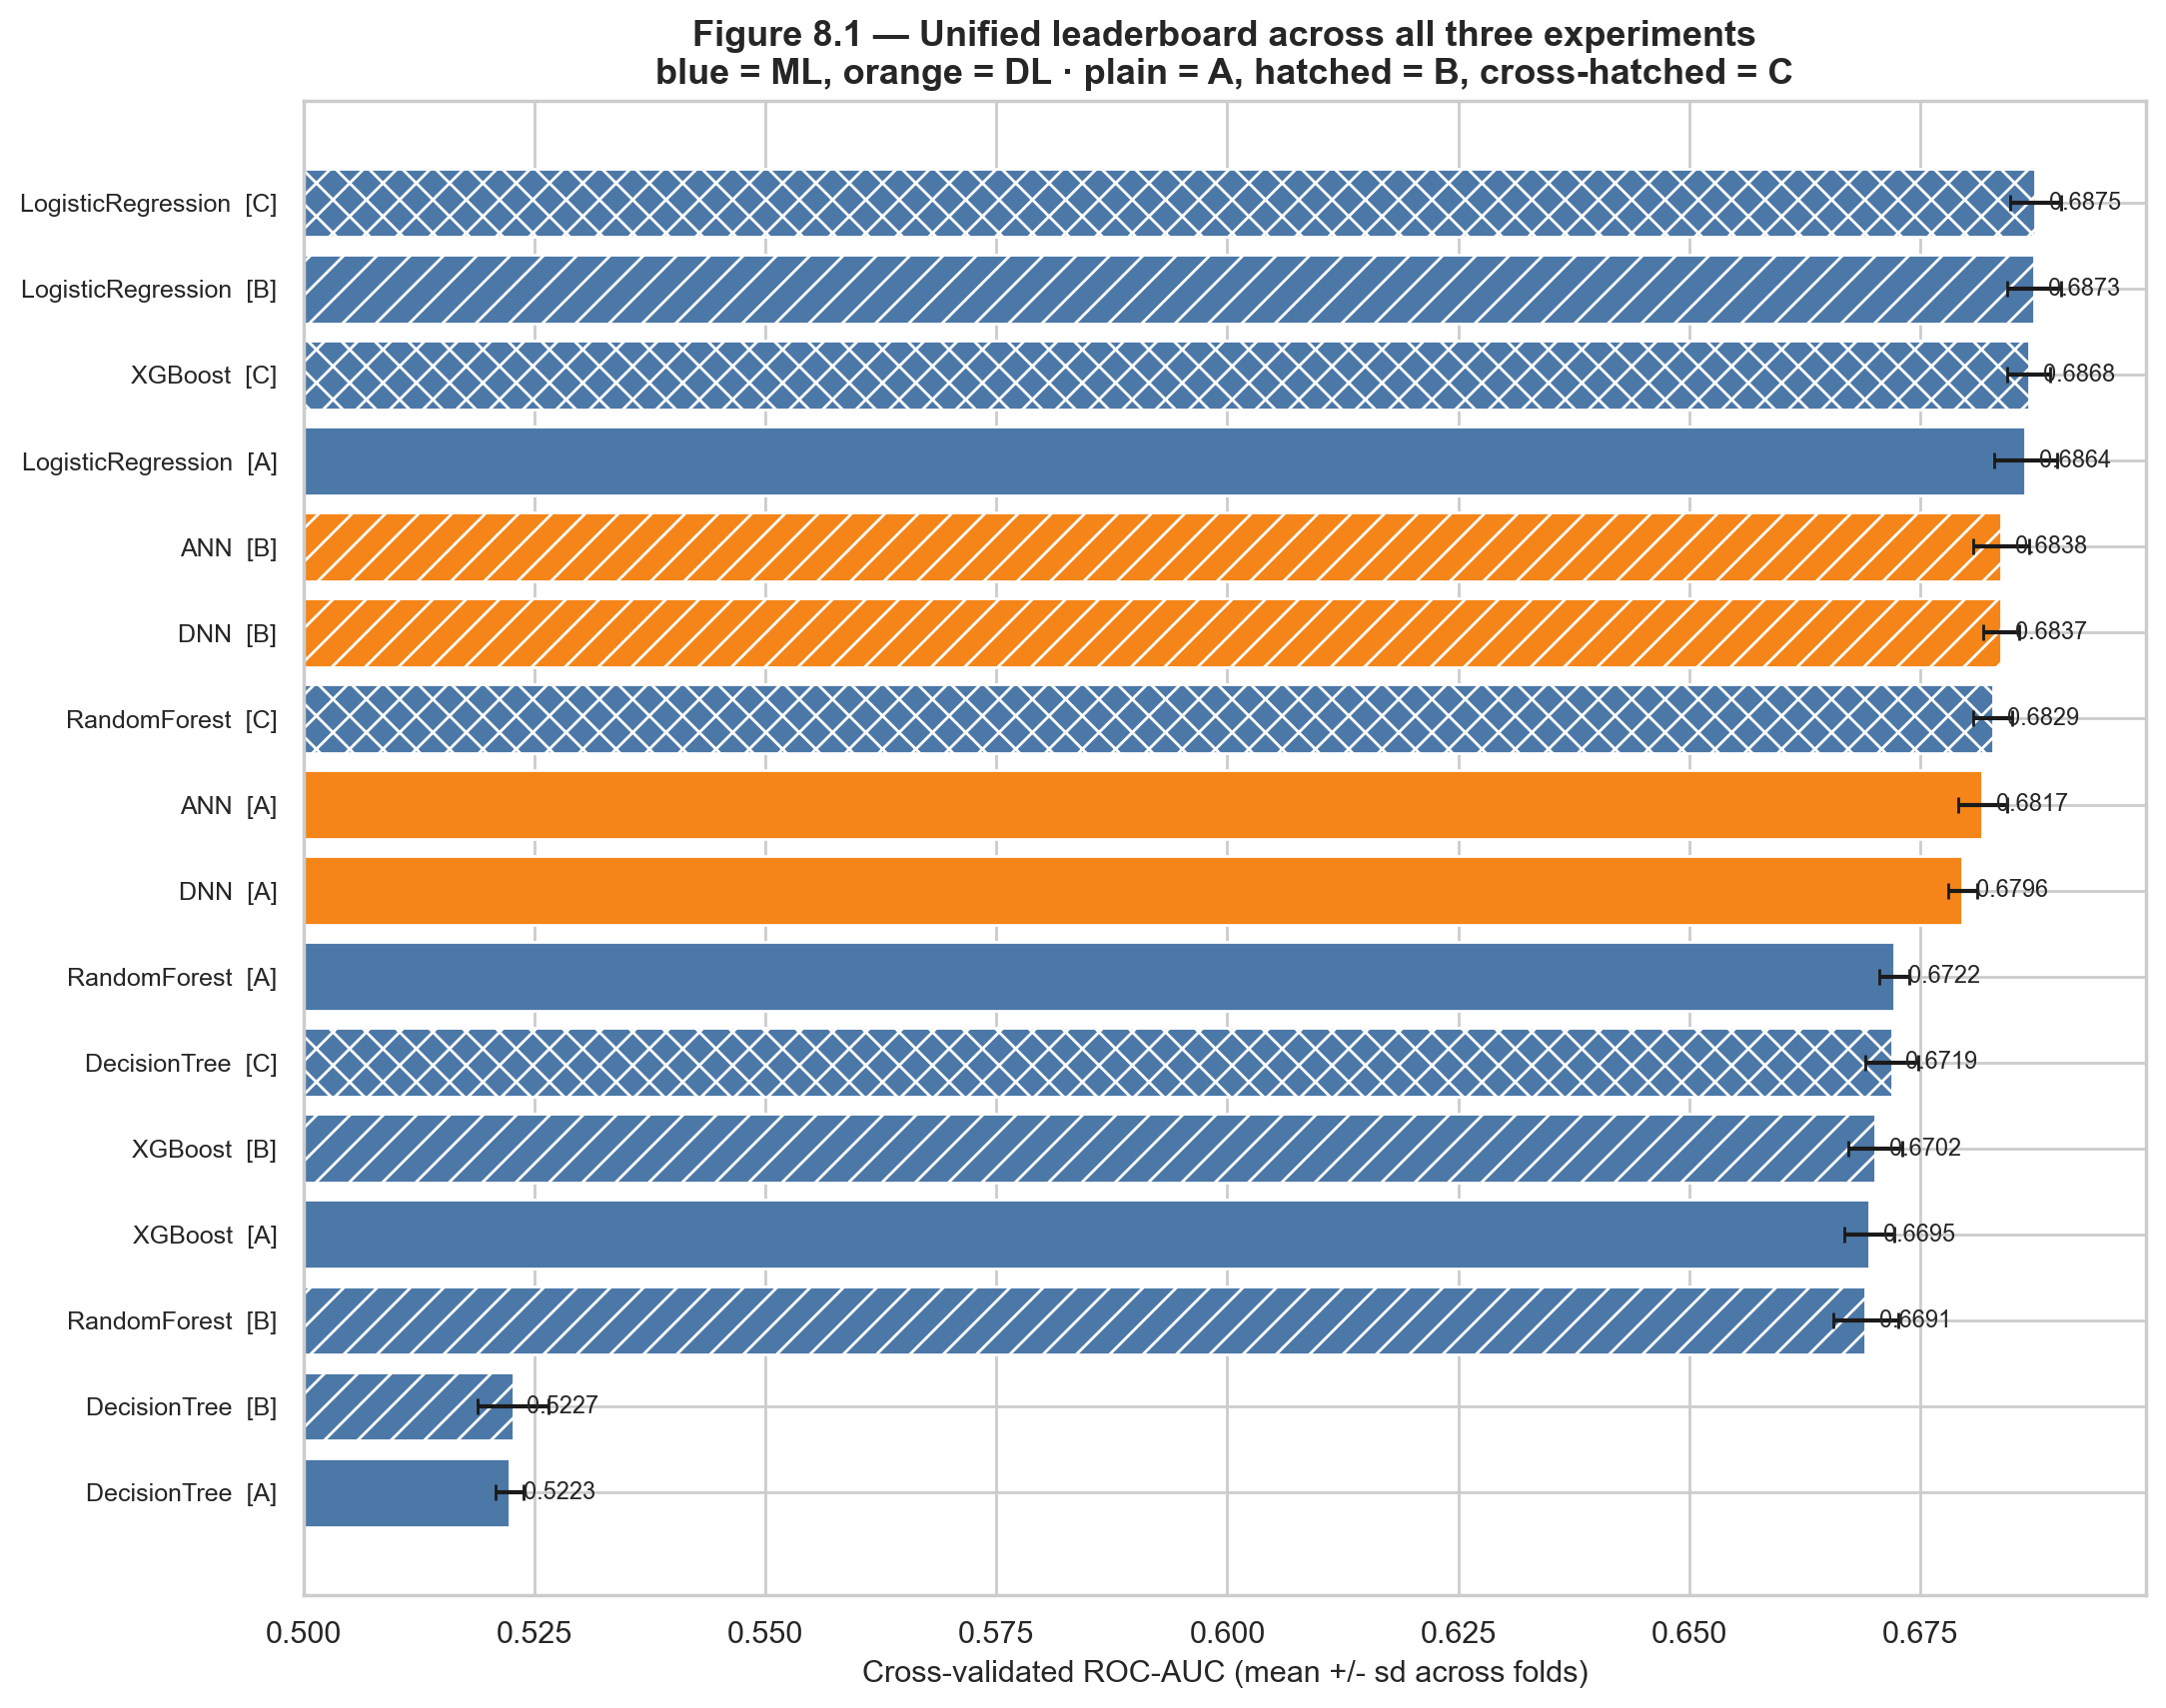 Figure 8.1 — Unified leaderboard across all three experiments
blue = ML, orange = DL · plain = A, hatched = B, cross-hatched = C
LogisticRegression [C] 0.6875
LogisticRegression [B] 0.6873
XGBoost [C] 0.6868
LogisticRegression [A] 0.6864
ANN [B] 0.6838
DNN [B] 0.6837
RandomForest [C] 0.6829
ANN [A] 0.6817
DNN [A] 0.6796
RandomForest [A] 0.6722
DecisionTree [C] 0.6719
XGBoost [B] 0.6702
XGBoost [A] 0.6695
RandomForest [B] 0.6691
DecisionTree [B] 0.5227
DecisionTree [A] 0.5223
0.500 0.525 0.550 0.575 0.600 0.625 0.650 0.675
Cross-validated ROC-AUC (mean +/- sd across folds)